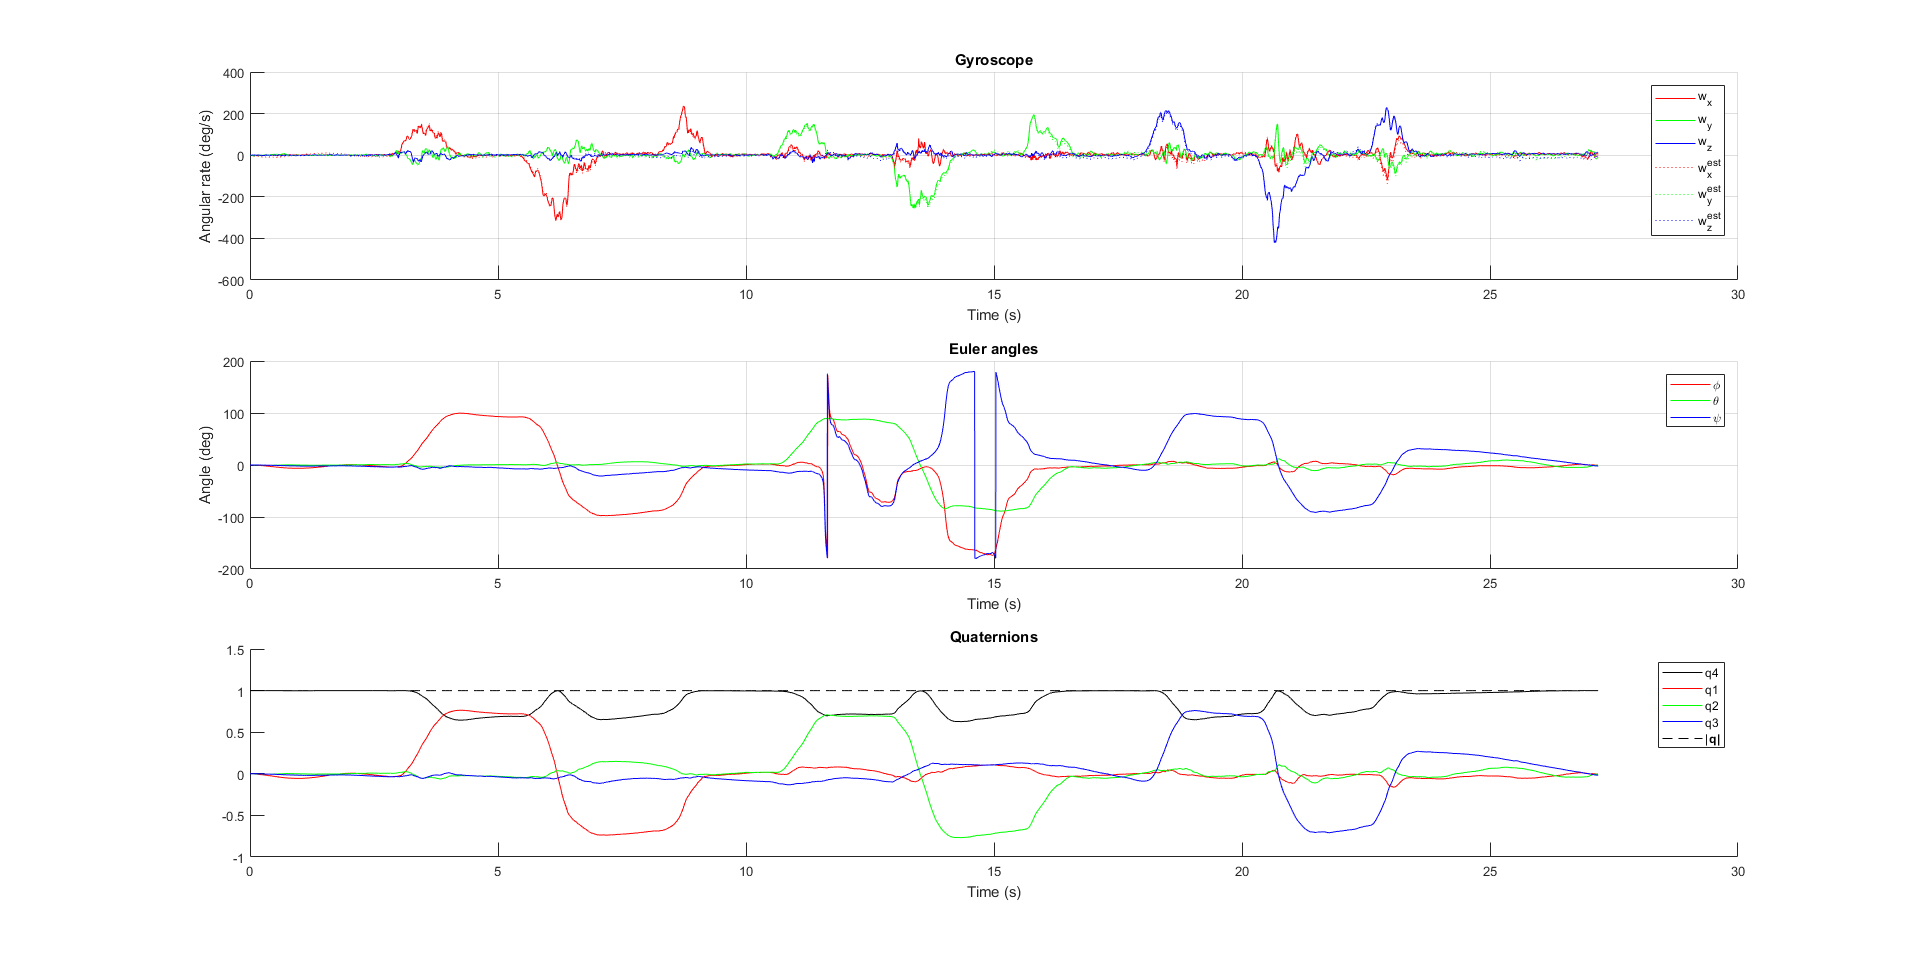 Gyroscope
Angular rate (deg/s)
400
200
0
-200
-400
-600
0 5 10 15 20 25 30
Time (s)
w_x
w_y
w_z
w_x^est
w_y^est
w_z^est
Euler angles
Angle (deg)
200
100
0
-100
-200
0 5 10 15 20 25 30
Time (s)
ϕ
θ
ψ
Quaternions
1.5
1
0.5
0
-0.5
-1
0 5 10 15 20 25 30
Time (s)
q4
q1
q2
q3
|q|